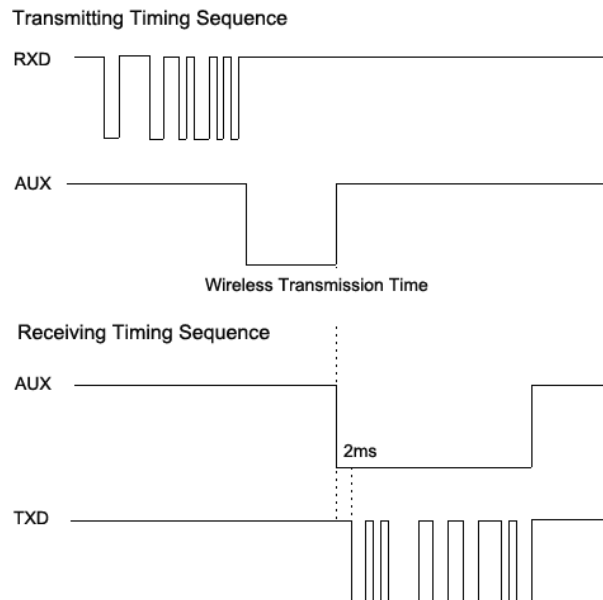 Transmitting Timing Sequence
RXD
AUX
Wireless Transmission Time
Receiving Timing Sequence
AUX
2ms
TXD